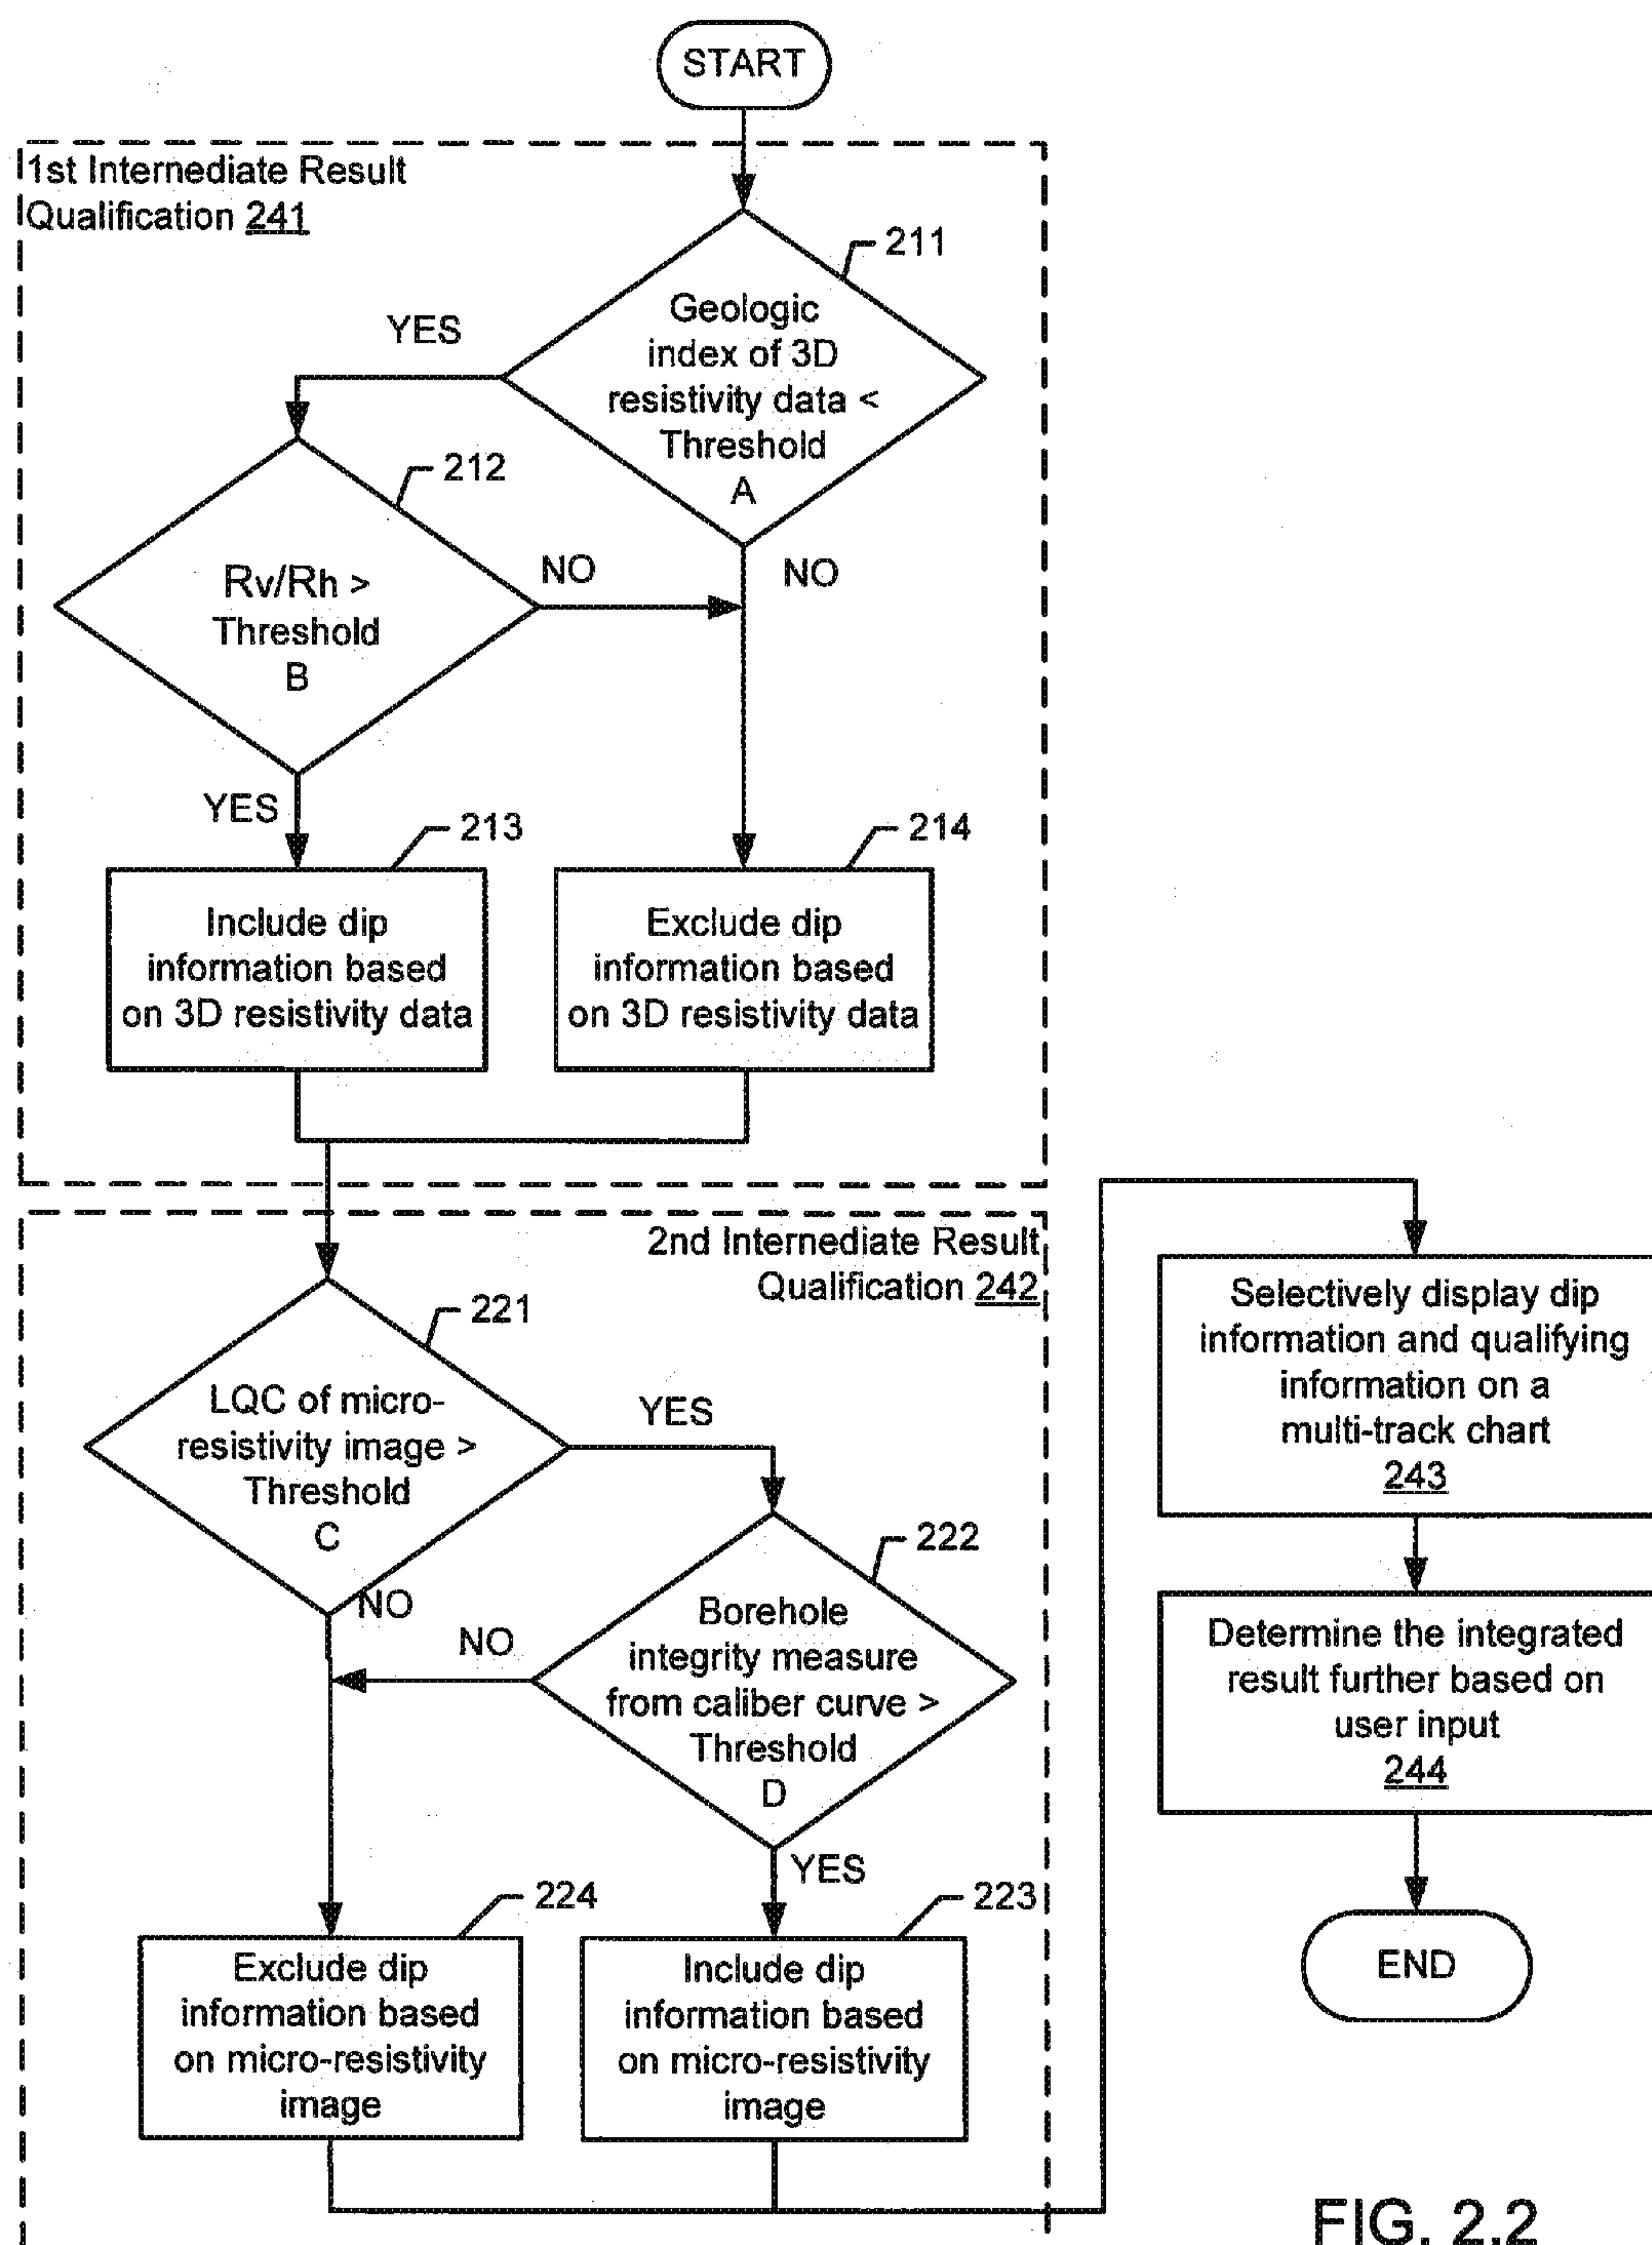 START
1st Internediate Result
Qualification 241
211
Geologic
index of 3D
resistivity data <
Threshold
A
YES
NO
212
Rv/Rh >
Threshold
B
NO
YES
213
Include dip
information based
on 3D resistivity data
214
Exclude dip
information based
on 3D resistivity data
2nd Internediate Result
Qualification 242
221
LQC of micro-
resistivity image >
Threshold
C
YES
NO
222
Borehole
integrity measure
from caliber curve >
Threshold
D
NO
YES
224
Exclude dip
information based
on micro-resistivity
image
223
Include dip
information based
on micro-resistivity
image
Selectively display dip
information and qualifying
information on a
multi-track chart
243
Determine the integrated
result further based on
user input
244
END
FIG. 2.2